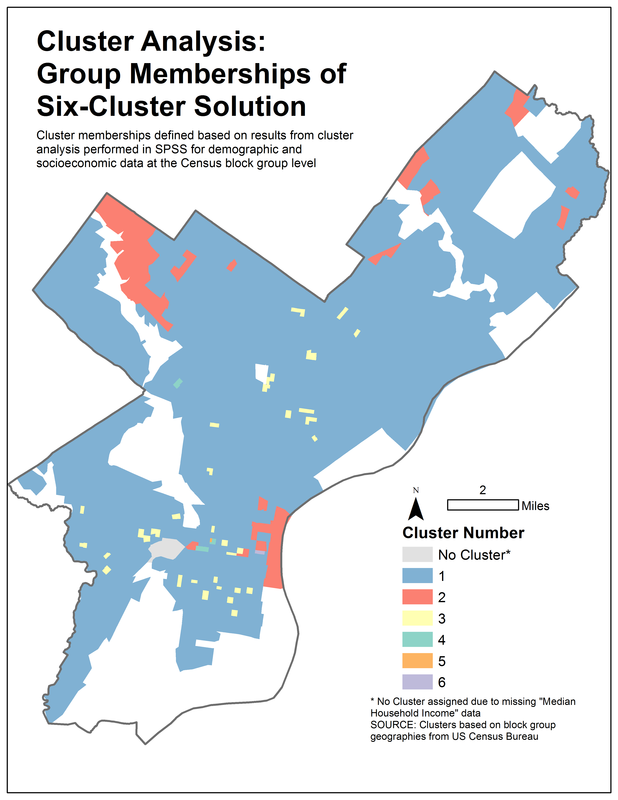 Cluster Analysis:
Group Memberships of
Six-Cluster Solution
Cluster memberships defined based on results from cluster
analysis performed in SPSS for demographic and
socioeconomic data at the Census block group level
N
2
Miles
Cluster Number
No Cluster*
1
2
3
4
5
6
* No Cluster assigned due to missing "Median
Household Income" data
SOURCE: Clusters based on block group
geographies from US Census Bureau